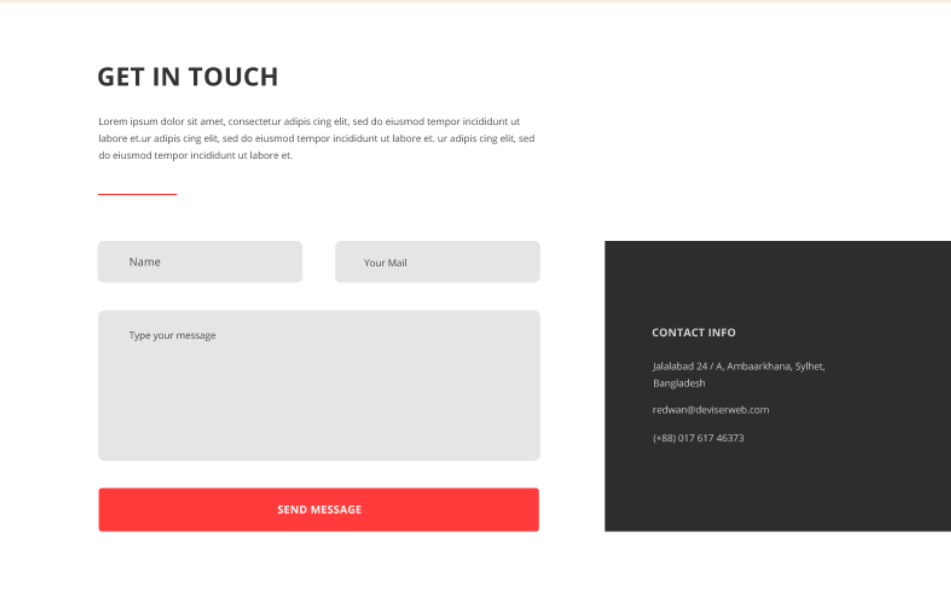 GET IN TOUCH
Lorem ipsum dolor sit amet, consectetur adipis cing elit, sed do eiusmod tempor incididunt ut
labore et.ur adipis cing elit, sed do eiusmod tempor incididunt ut labore et. ur adipis cing elit, sed
do eiusmod tempor incididunt ut labore et.
Name
Your Mail
Type your message
SEND MESSAGE
CONTACT INFO
Jalalabad 24 / A, Ambaarkhana, Sylhet,
Bangladesh
redwan@deviserweb.com
(+88) 017 617 46373